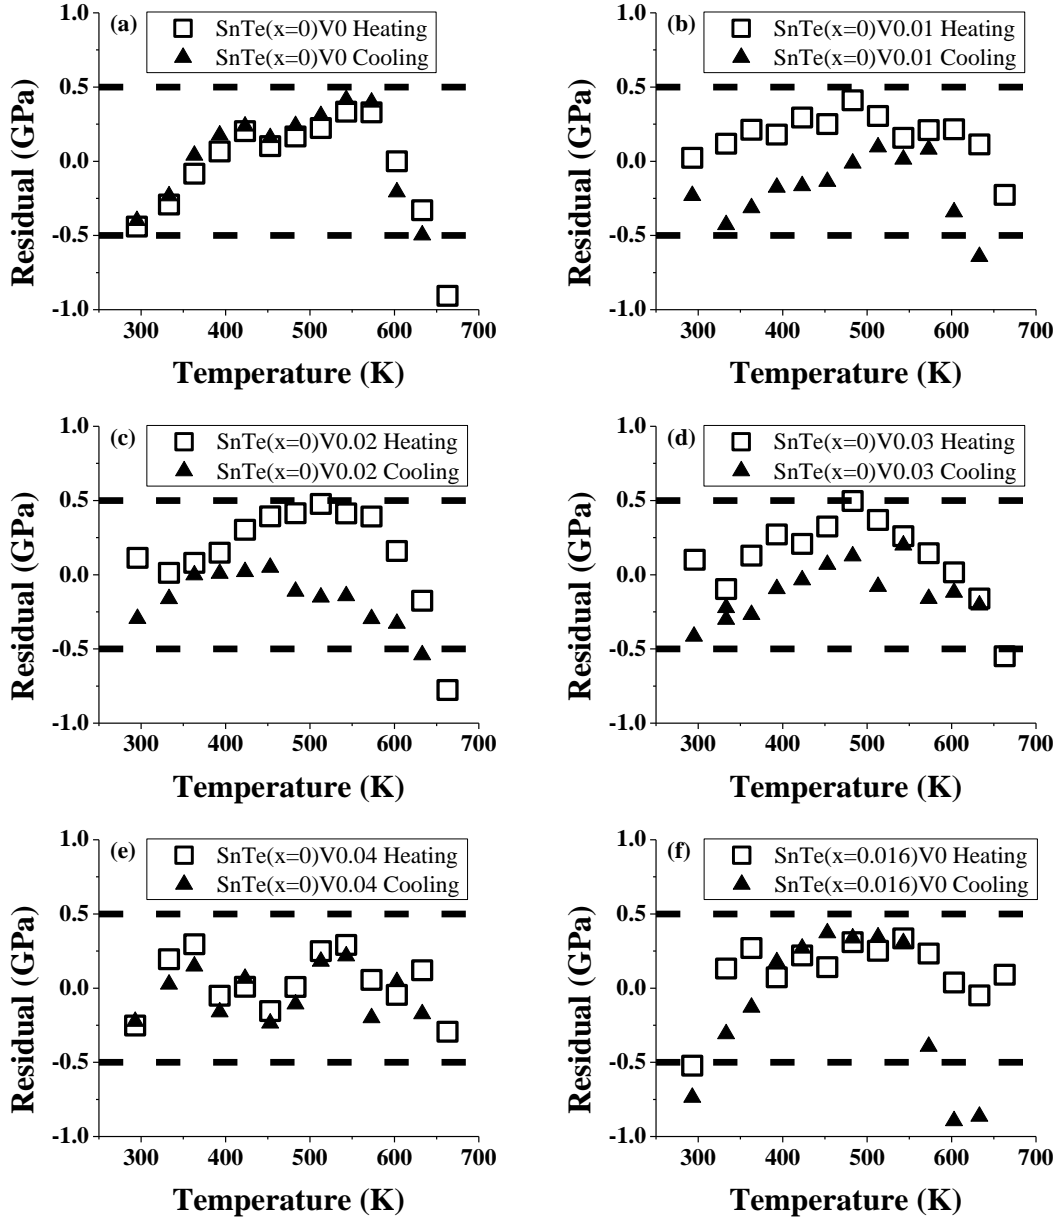 (a)
SnTe(x=0)V0 Heating
SnTe(x=0)V0 Cooling
1.0
0.5
0.0
-0.5
-1.0
300 400 500 600 700
Residual (GPa)
Temperature (K)
(b)
SnTe(x=0)V0.01 Heating
SnTe(x=0)V0.01 Cooling
1.0
0.5
0.0
-0.5
-1.0
300 400 500 600 700
Residual (GPa)
Temperature (K)
(c)
SnTe(x=0)V0.02 Heating
SnTe(x=0)V0.02 Cooling
1.0
0.5
0.0
-0.5
-1.0
300 400 500 600 700
Residual (GPa)
Temperature (K)
(d)
SnTe(x=0)V0.03 Heating
SnTe(x=0)V0.03 Cooling
1.0
0.5
0.0
-0.5
-1.0
300 400 500 600 700
Residual (GPa)
Temperature (K)
(e)
SnTe(x=0)V0.04 Heating
SnTe(x=0)V0.04 Cooling
1.0
0.5
0.0
-0.5
-1.0
300 400 500 600 700
Residual (GPa)
Temperature (K)
(f)
SnTe(x=0.016)V0 Heating
SnTe(x=0.016)V0 Cooling
1.0
0.5
0.0
-0.5
-1.0
300 400 500 600 700
Residual (GPa)
Temperature (K)